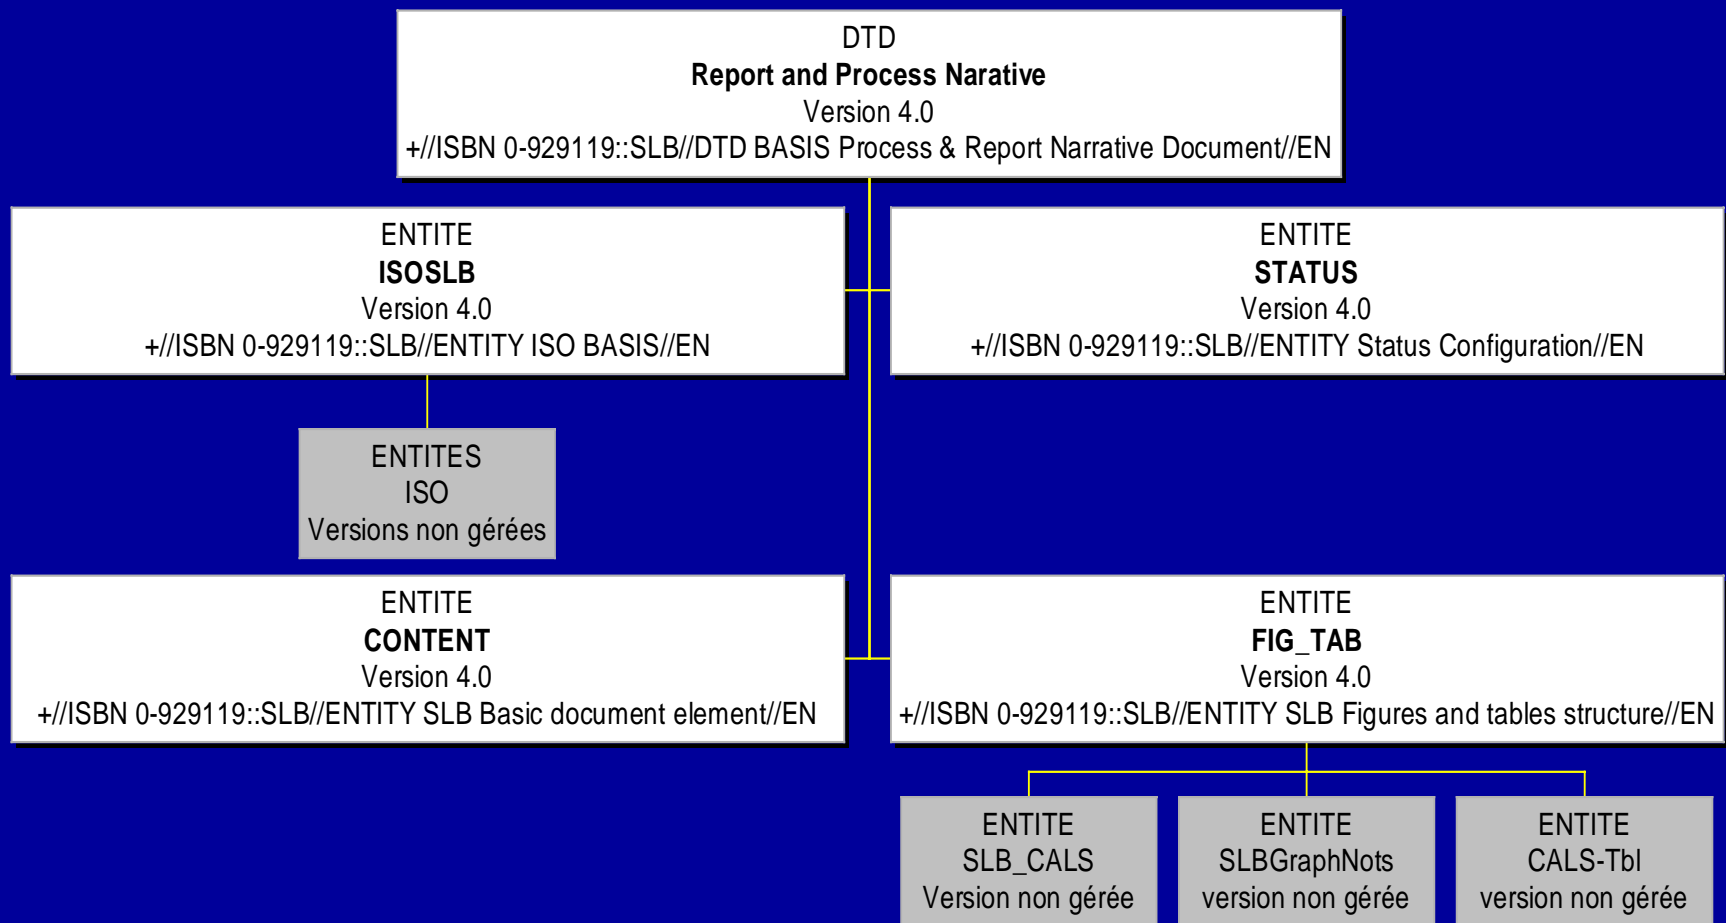 DTD
Report and Process Narative
Version 4.0
+//ISBN 0-929119::SLB//DTD BASIS Process & Report Narrative Document//EN
ENTITE
ISOSLB
Version 4.0
+//ISBN 0-929119::SLB//ENTITY ISO BASIS//EN
ENTITE
STATUS
Version 4.0
+//ISBN 0-929119::SLB//ENTITY Status Configuration//EN
ENTITES
ISO
Versions non gérées
ENTITE
CONTENT
Version 4.0
+//ISBN 0-929119::SLB//ENTITY SLB Basic document element//EN
ENTITE
FIG_TAB
Version 4.0
+//ISBN 0-929119::SLB//ENTITY SLB Figures and tables structure//EN
ENTITE
SLB_CALS
Version non gérée
ENTITE
SLBGraphNots
version non gérée
ENTITE
CALS-Tbl
version non gérée